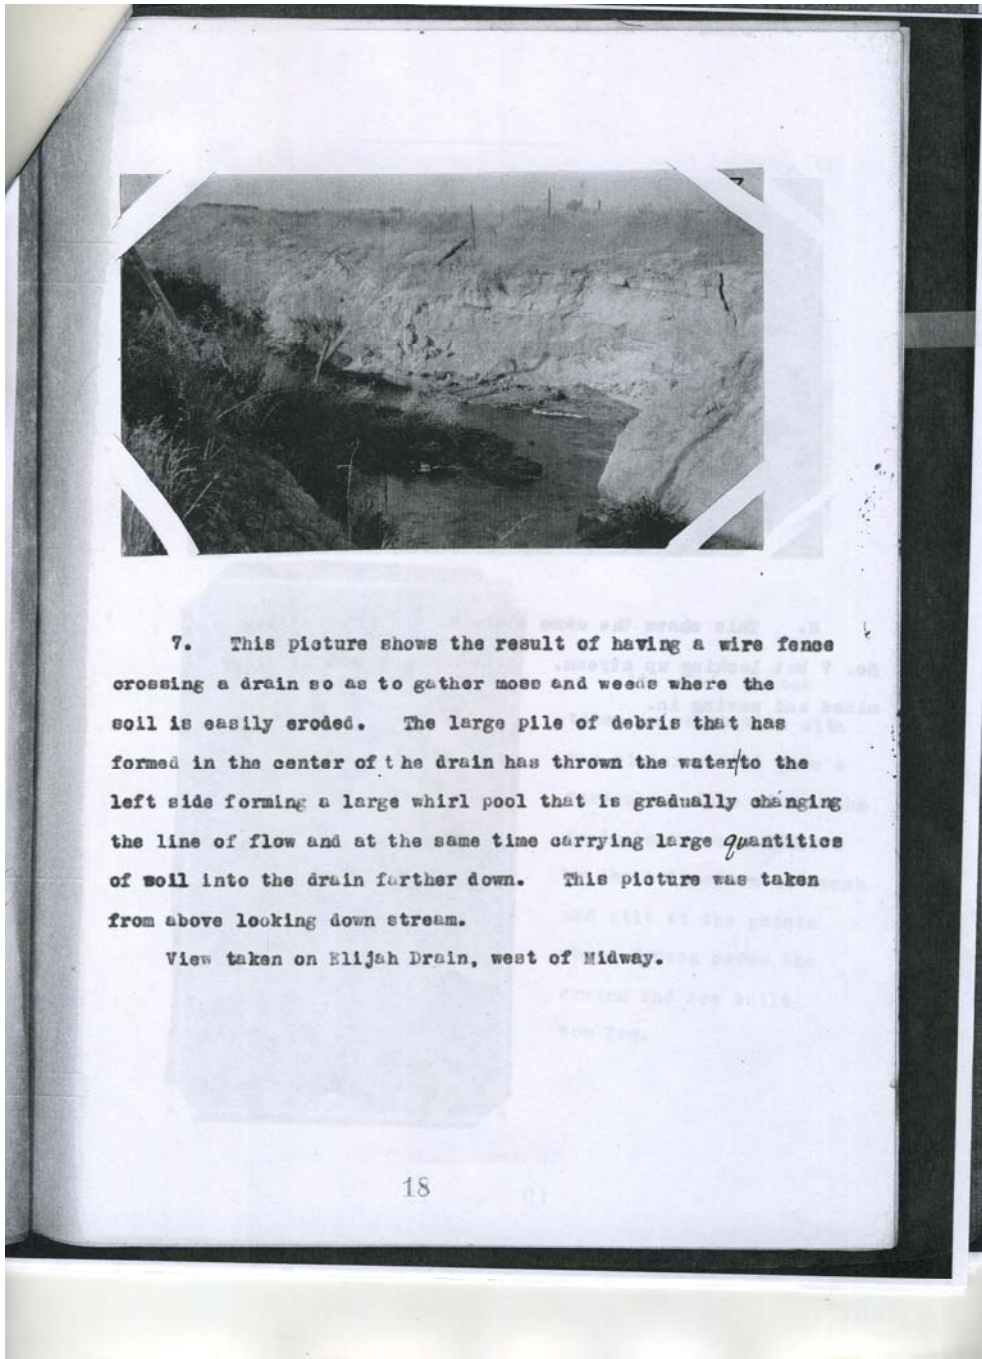 7
7. This picture shows the result of having a wire fence
crossing a drain so as to gather moss and weeds where the
soil is easily eroded. The large pile of debris that has
formed in the center of the drain has thrown the water/to the
left side forming a large whirl pool that is gradually changing
the line of flow and at the same time carrying large quantities
of soil into the drain farther down. This picture was taken
from above looking down stream.
View taken on Elijah Drain, west of Midway.
18